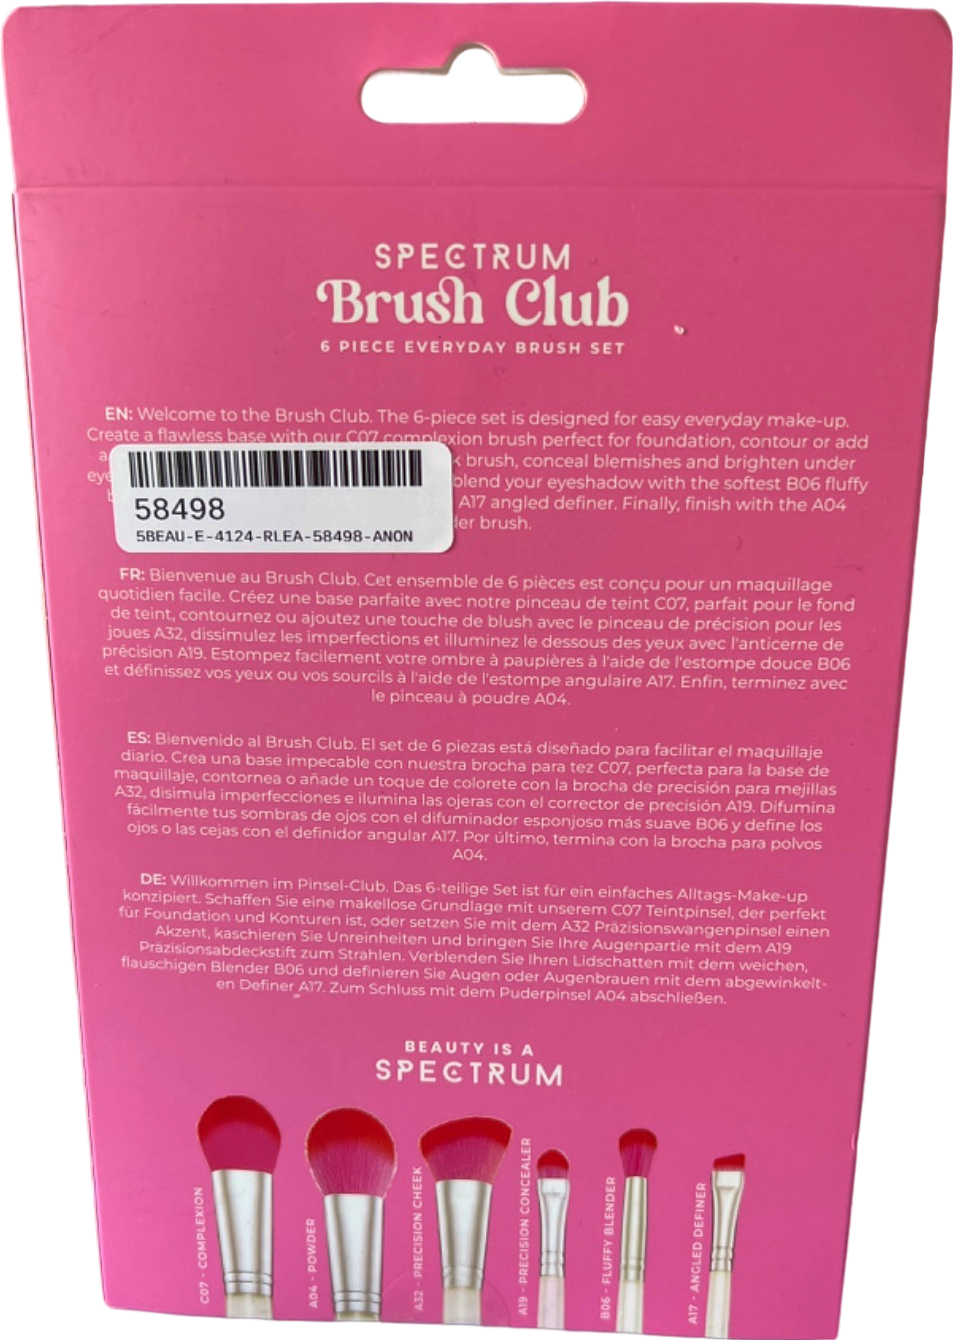 SPECTRUM
Brush Club
6 PIECE EVERYDAY BRUSH SET
EN: Welcome to the Brush Club. The 6-piece set is designed for easy everyday make-up.
Create a flawless base with our C07 complexion brush perfect for foundation, contour or add
brush, conceal blemishes and brighten under
eye blend your eyeshadow with the softest B06 fluffy
A17 angled definer. Finally, finish with the A04
brush.
58498
5BEAU-E-4124-RLEA-58498-ANON
FR: Bienvenue au Brush Club. Cet ensemble de 6 pièces est conçu pour un maquillage
quotidien facile. Créez une base parfaite avec notre pinceau de teint C07, parfait pour le fond
de teint, contournez ou ajoutez une touche de blush avec le pinceau de précision pour les
joues A32, dissimulez les imperfections et illuminez le dessous des yeux avec l'anticerne de
précision A19. Estompez facilement votre ombre à paupières à l'aide de l'estompe douce B06
et définissez vos yeux ou vos sourcils à l'aide de l'estompe angulaire A17. Enfin, terminez avec
le pinceau à poudre A04.
ES: Bienvenido al Brush Club. El set de 6 piezas está diseñado para facilitar el maquillaje
diario. Crea una base impecable con nuestra brocha para tez C07, perfecta para la base de
maquillaje, contornea o añade un toque de colorete con la brocha de precisión para mejillas
A32, disimula imperfecciones e ilumina las ojeras con el corrector de precisión A19. Difumina
fácilmente tus sombras de ojos con el difuminador esponjoso más suave B06 y define los
ojos o las cejas con el definidor angular A17. Por último, termina con la brocha para polvos
A04.
DE: Willkommen im Pinsel-Club. Das 6-teilige Set ist für ein einfaches Alltags-Make-up
konzipiert. Schaffen Sie eine makellose Grundlage mit unserem C07 Teintpinsel, der perfekt
für Foundation und Konturen ist, oder setzen Sie mit dem A32 Präzisionswangenpinsel einen
Akzent, kaschieren Sie Unreinheiten und bringen Sie Ihre Augenpartie mit dem A19
Präzisionsabdeckstift zum Strahlen. Verblenden Sie Ihren Lidschatten mit dem weichen,
flauschigen Blender B06 und definieren Sie Augen oder Augenbrauen mit dem abgewinkelt-
en Definer A17. Zum Schluss mit dem Puderpinsel A04 abschließen.
BEAUTY IS A
SPECTRUM
C07 - COMPLEXION
A04 - POWDER
A32 - PRECISION CHEEK
A19 - PRECISION CONCEALER
B06 - FLUFFY BLENDER
A17 - ANGLED DEFINER